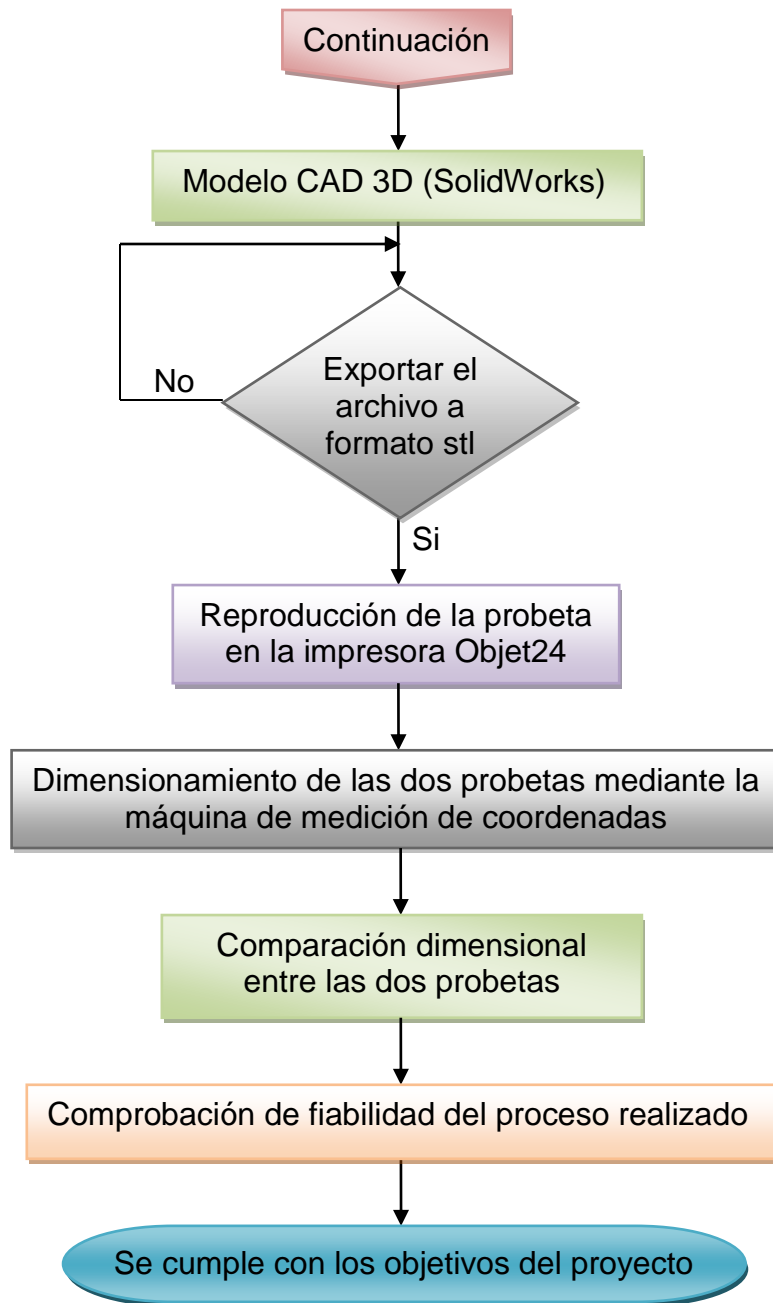 Continuación
Modelo CAD 3D (SolidWorks)
No
Exportar el
archivo a
formato stl
Si
Reproducción de la probeta
en la impresora Objet24
Dimensionamiento de las dos probetas mediante la
máquina de medición de coordenadas
Comparación dimensional
entre las dos probetas
Comprobación de fiabilidad del proceso realizado
Se cumple con los objetivos del proyecto